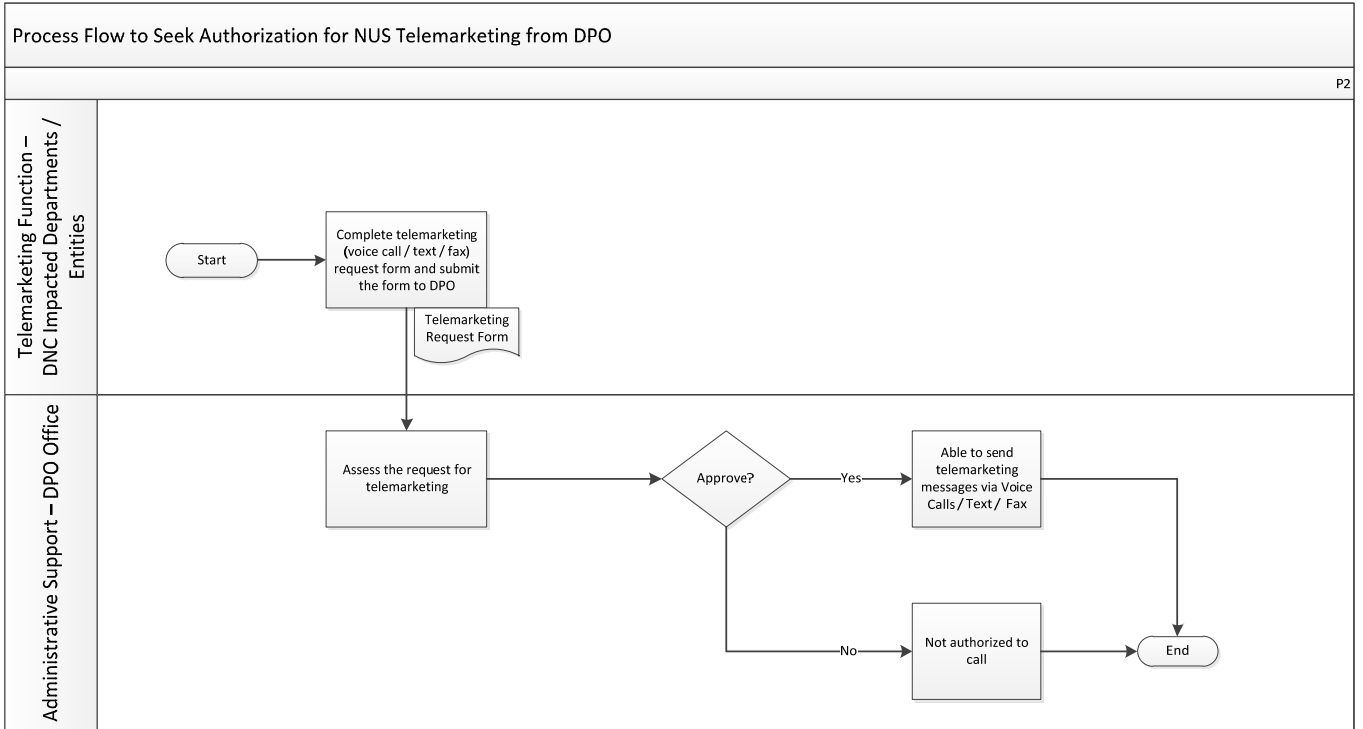 Process Flow to Seek Authorization for NUS Telemarketing from DPO
P2
Telemarketing Function –
DNC Impacted Departments /
Entities
Start
Complete telemarketing
(voice call / text / fax)
request form and submit
the form to DPO
Telemarketing
Request Form
Administrative Support – DPO Office
Assess the request for
telemarketing
Approve?
Yes
Able to send
telemarketing
messages via Voice
Calls / Text / Fax
No
Not authorized to
call
End